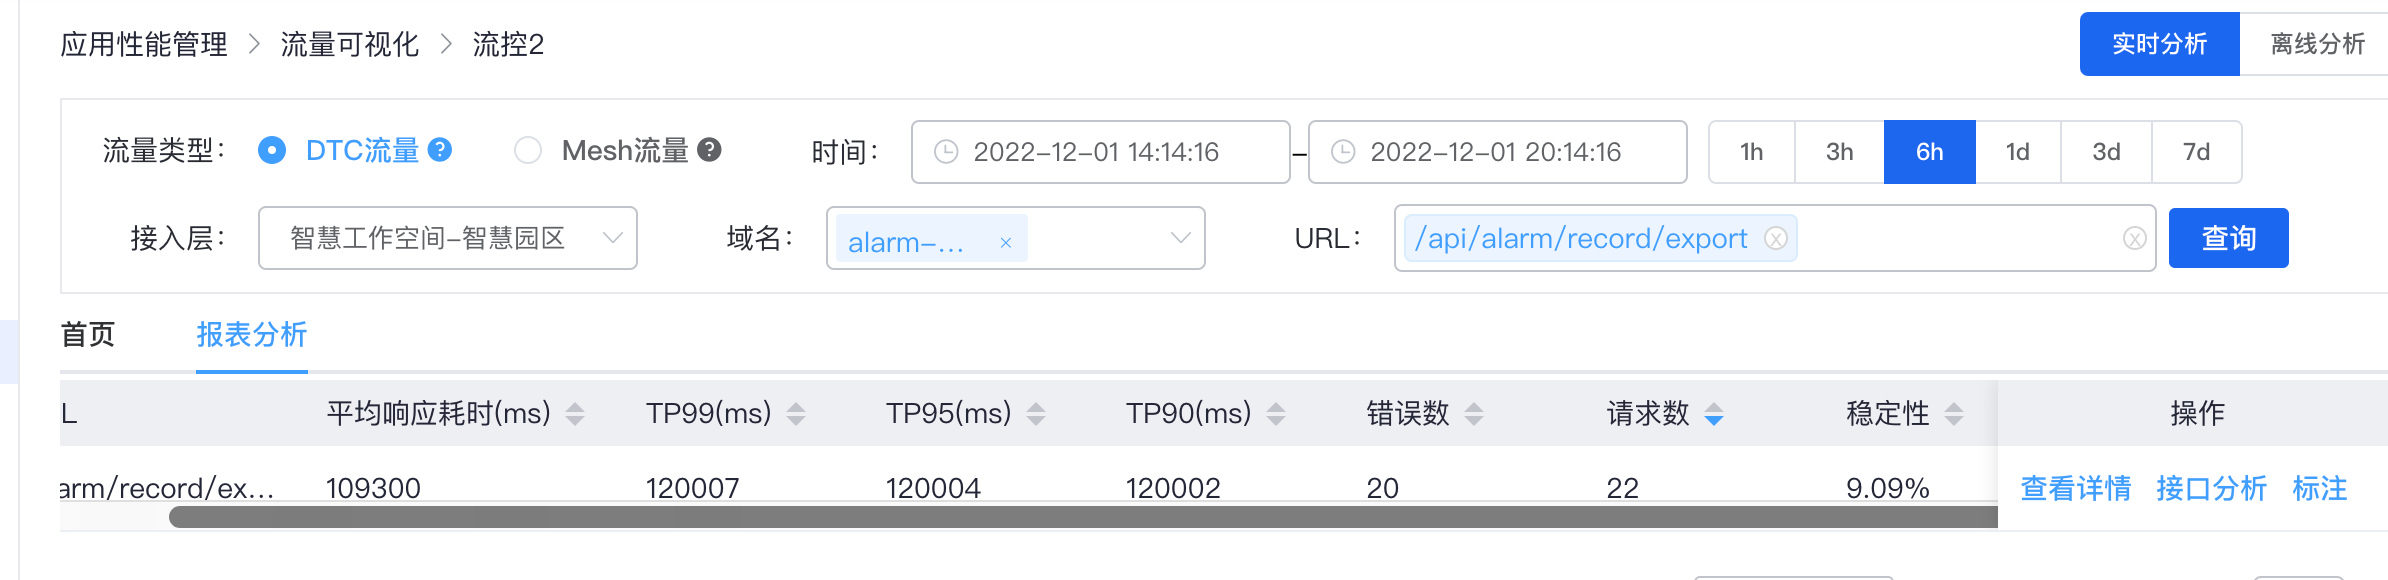 应用性能管理 > 流量可视化 > 流控2
实时分析 离线分析
流量类型: DTC流量 ? Mesh流量 ? 时间: 2022-12-01 14:14:16 - 2022-12-01 20:14:16 1h 3h 6h 1d 3d 7d
接入层: 智慧工作空间-智慧园区 域名: alarm-... × URL: /api/alarm/record/export 查询
首页 报表分析
L 平均响应耗时(ms) TP99(ms) TP95(ms) TP90(ms) 错误数 请求数 稳定性 操作
arm/record/ex... 109300 120007 120004 120002 20 22 9.09% 查看详情 接口分析 标注